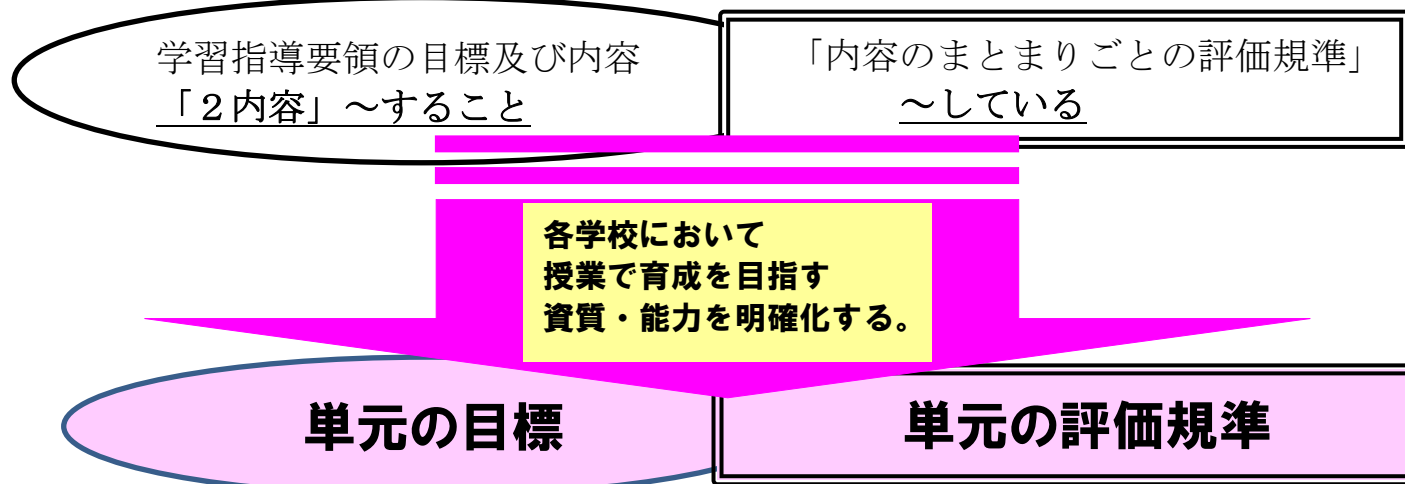 学習指導要領の目標及び内容
「２内容」～すること
「内容のまとまりごとの評価規準」
～している
各学校において
授業で育成を目指す
資質・能力を明確化する。
単元の目標
単元の評価規準